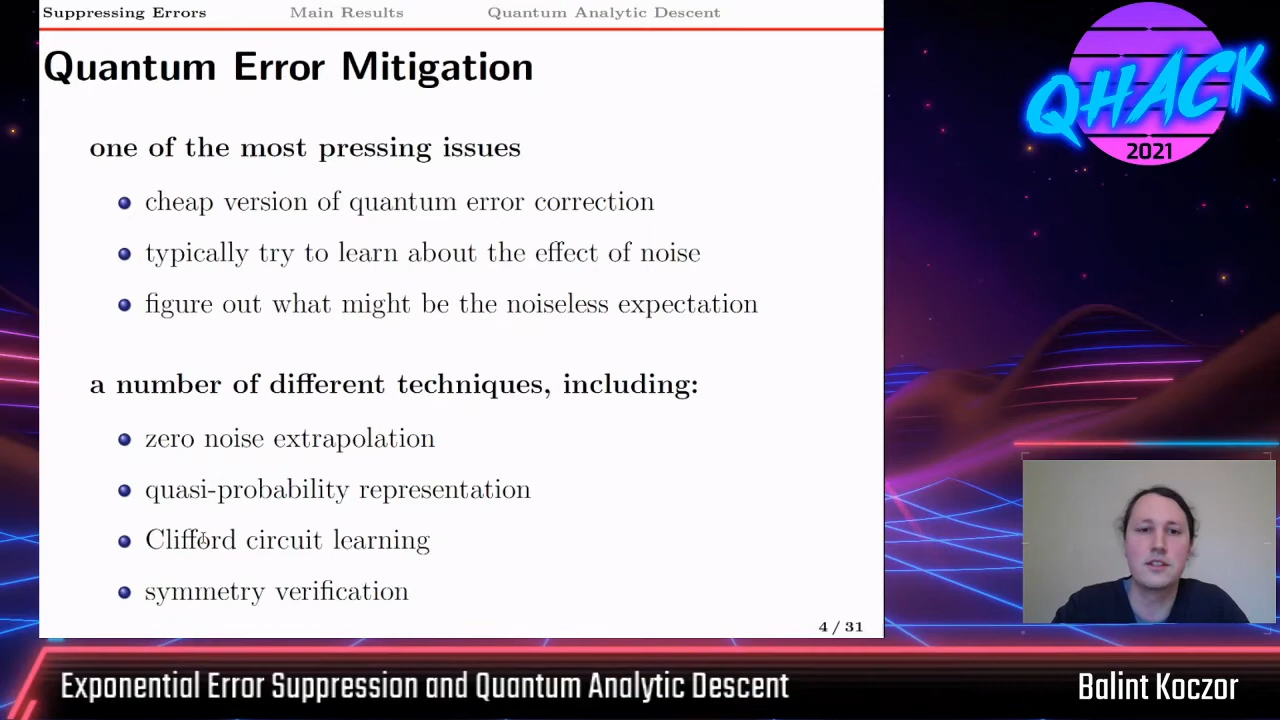 Suppressing Errors Main Results Quantum Analytic Descent
Quantum Error Mitigation
one of the most pressing issues
cheap version of quantum error correction
typically try to learn about the effect of noise
figure out what might be the noiseless expectation
a number of different techniques, including:
zero noise extrapolation
quasi-probability representation
Clifford circuit learning
symmetry verification
4 / 31
QHACK
2021
Exponential Error Suppression and Quantum Analytic Descent
Balint Koczor